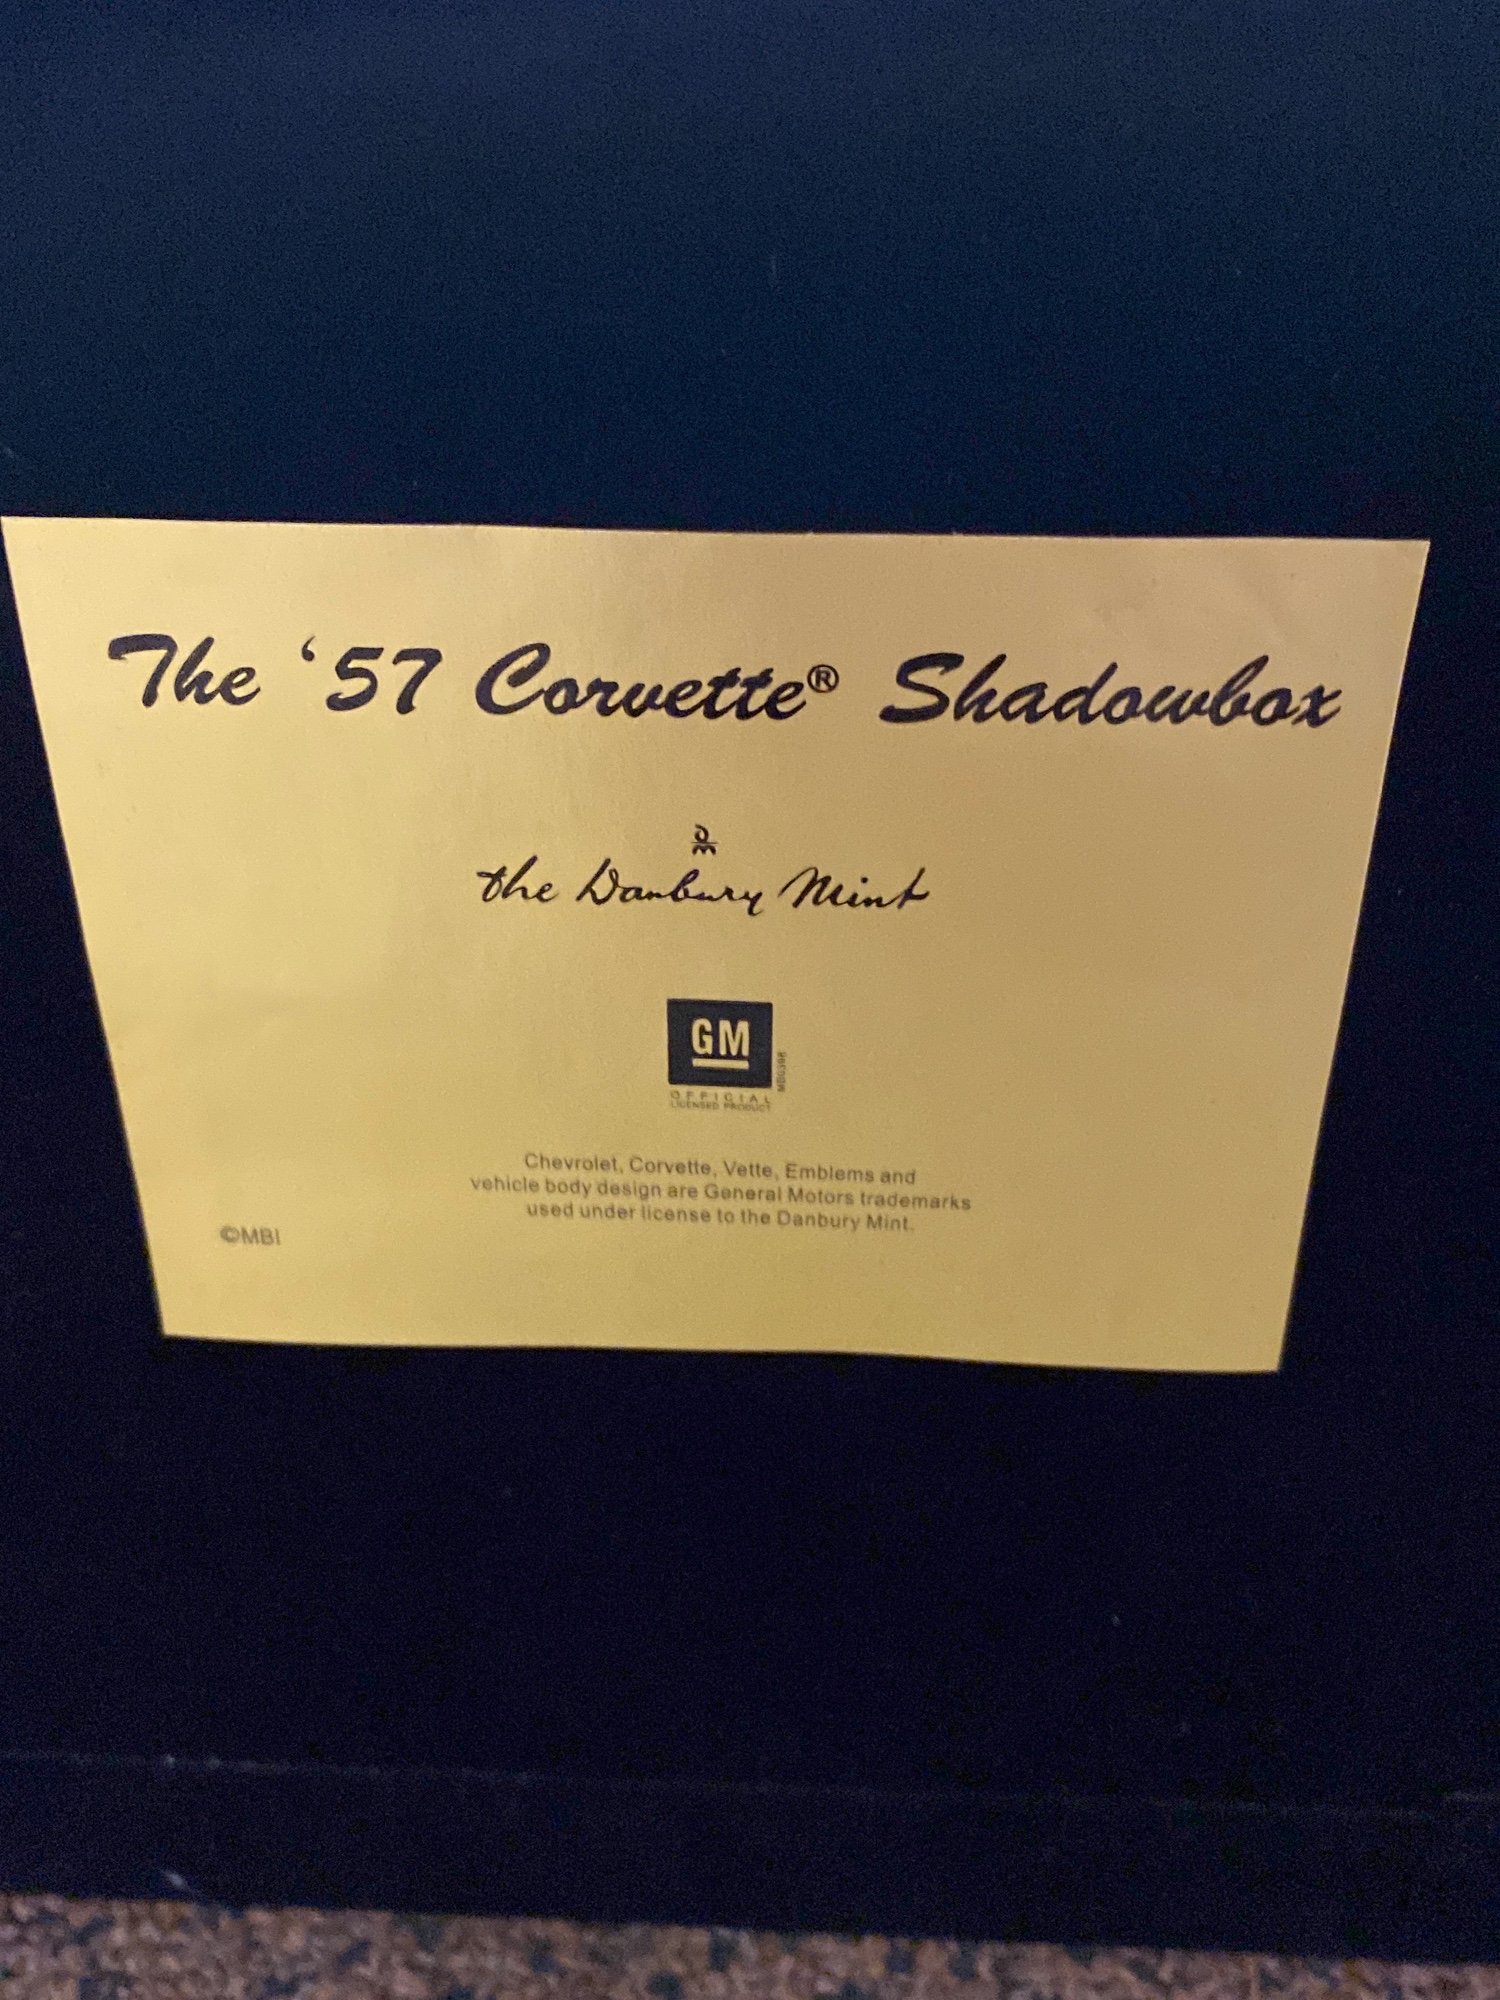 The ‘57 Corvette® Shadowbox
the Danbury Mint
GM
OFFICIAL
LICENSED PRODUCT
Chevrolet, Corvette, Vette, Emblems and
vehicle body design are General Motors trademarks
used under license to the Danbury Mint.
©MBI